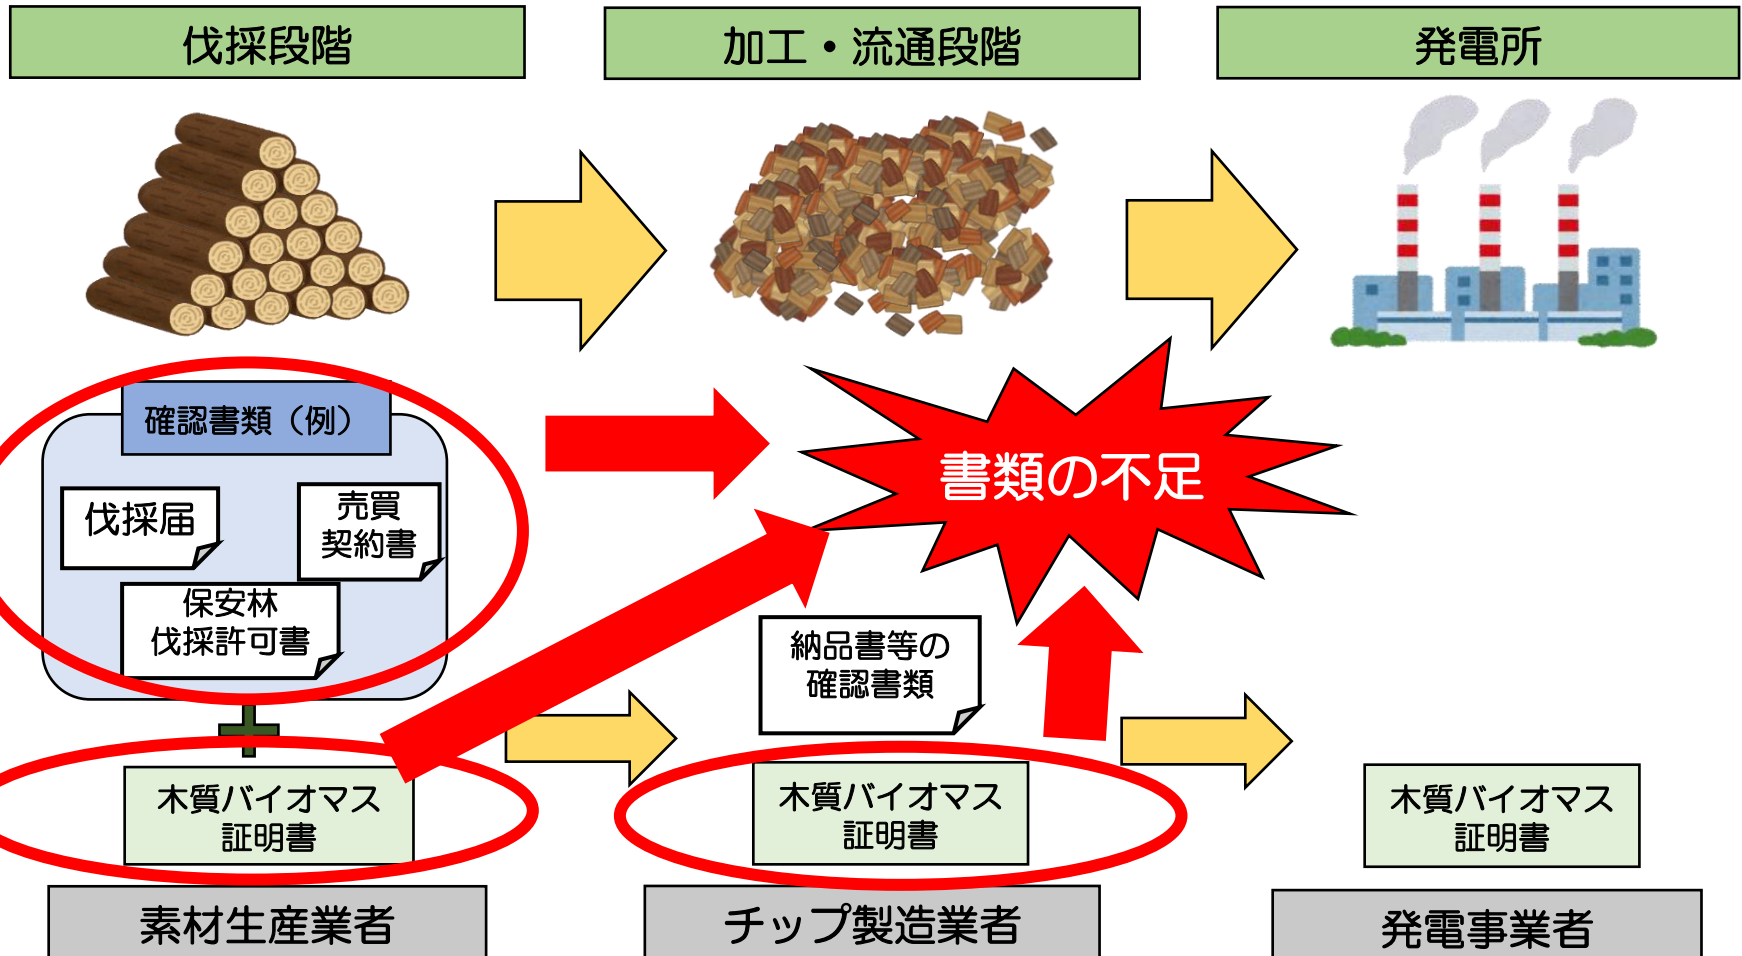 伐採段階
加工・流通段階
発電所
確認書類（例）
伐採届
売買
契約書
保安林
伐採許可書
書類の不足
納品書等の
確認書類
木質バイオマス
証明書
木質バイオマス
証明書
木質バイオマス
証明書
素材生産業者
チップ製造業者
発電事業者